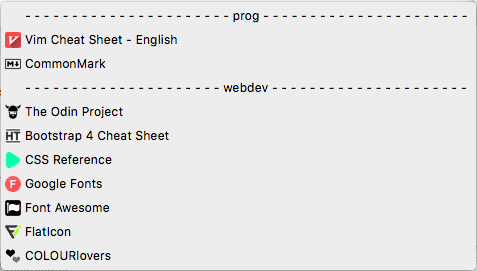 - - - - - - - - - - - - - - - - - - - - - - prog - - - - - - - - - - - - - - - - - - - - - -
Vim Cheat Sheet - English
CommonMark
- - - - - - - - - - - - - - - - - - - - - webdev - - - - - - - - - - - - - - - - - - - - -
The Odin Project
HT Bootstrap 4 Cheat Sheet
CSS Reference
F Google Fonts
Font Awesome
FlatIcon
COLOURlovers